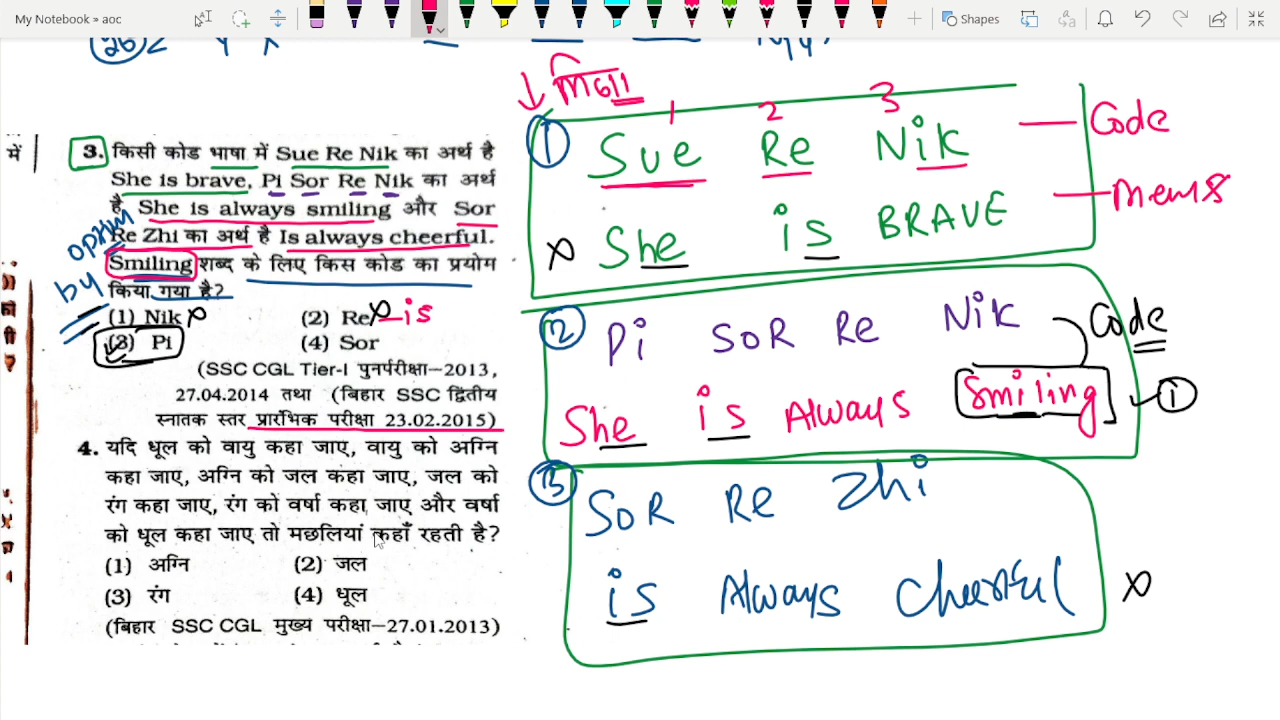 My Notebook » aoc
Shapes
(26) Z Y X
में
3. किसी कोड भाषा में Sue Re Nik का अर्थ है
She is brave, Pi Sor Re Nik का अर्थ
है She is always smiling और Sor
Re Zhi का अर्थ है Is always cheerful.
Smiling शब्द के लिए किस कोड का प्रयोग
किया गया है?
by option
(1) Nik × (2) Re × – is
(3) Pi (4) Sor
(SSC CGL Tier-I पुनर्परीक्षा–2013,
27.04.2014 तथा (बिहार SSC द्वितीय
स्नातक स्तर प्रारंभिक परीक्षा 23.02.2015)
4. यदि धूल को वायु कहा जाए, वायु को अग्नि
कहा जाए, अग्नि को जल कहा जाए, जल को
रंग कहा जाए, रंग को वर्षा कहा जाए और वर्षा
को धूल कहा जाए तो मछलियां कहाँ रहती है?
(1) अग्नि (2) जल
(3) रंग (4) धूल
(बिहार SSC CGL मुख्य परीक्षा–27.01.2013)
1 2 3
① Sue Re Nik — Code
× She is BRAVE
② Pi SOR Re Nik Code
She is Always Smiling ①
③ SOR Re Zhi
is Always Cheerful ×